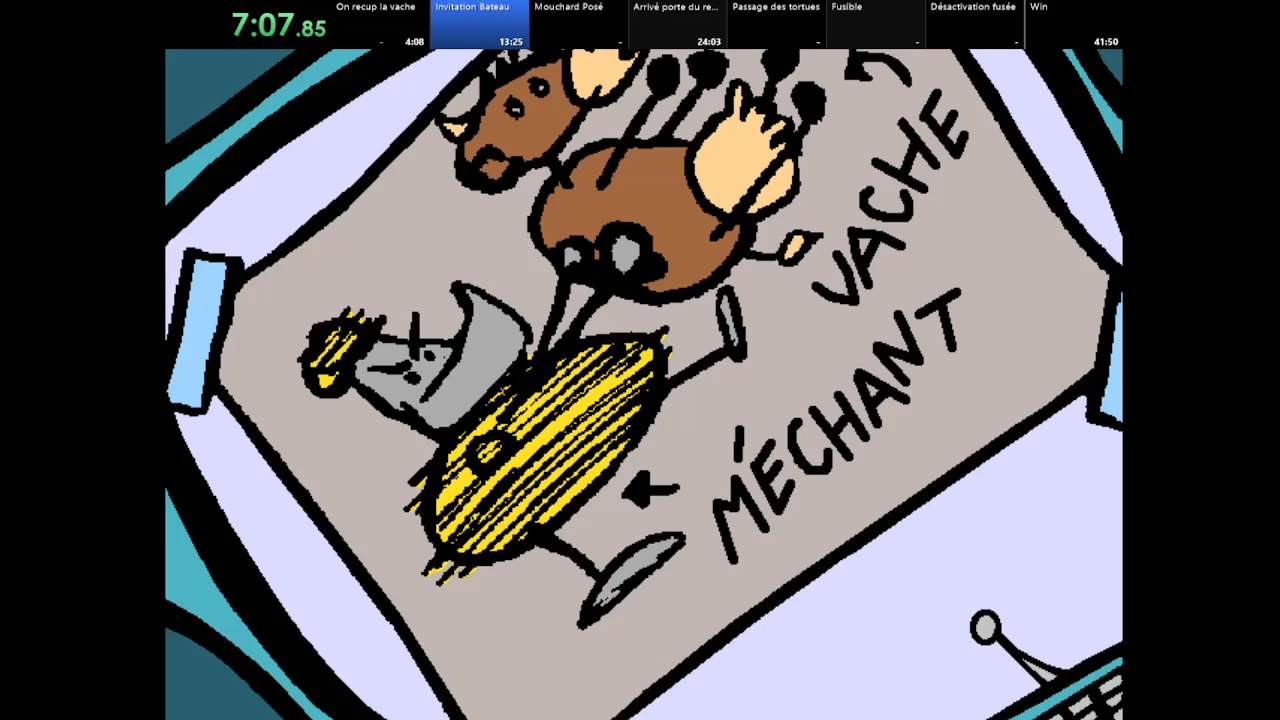 7:07.85
On recup la vache
4:08
Invitation Bateau
13:25
Mouchard Posé
-
Arrivé porte du re...
24:03
Passage des tortues
-
Fusible
-
Désactivation fusée
-
Win
41:50
VACHE
MÉCHANT